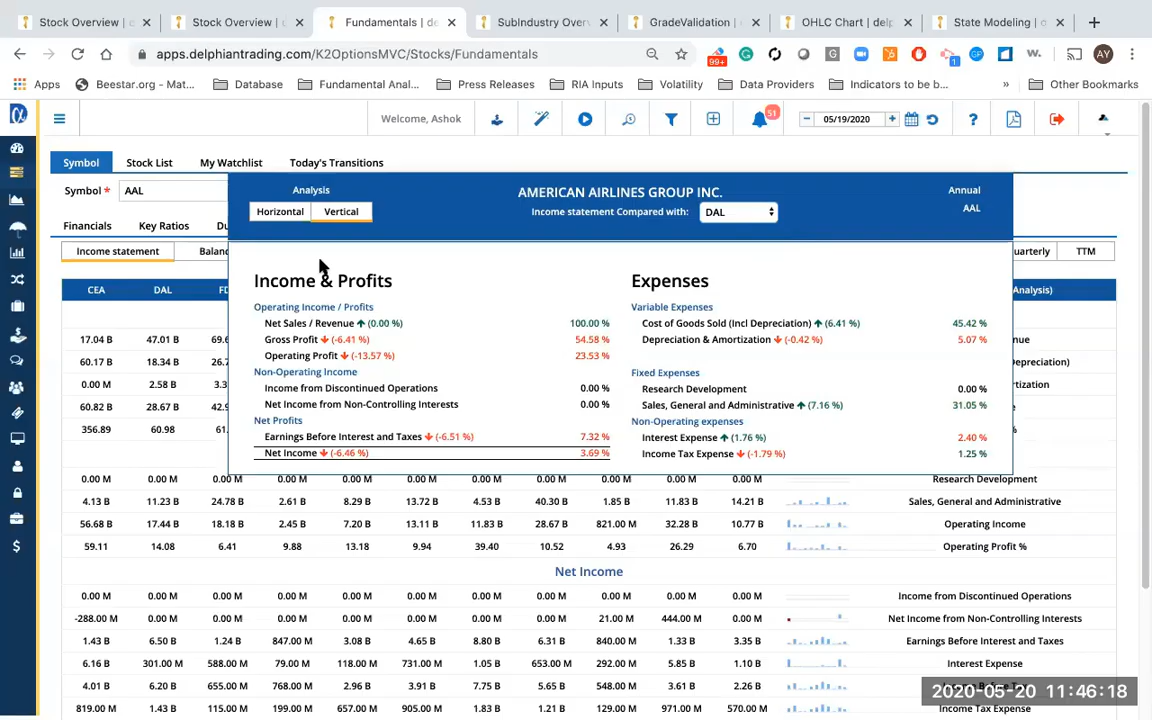 Stock Overview | d
Stock Overview | d
Fundamentals | de
SubIndustry Over
GradeValidation | d
OHLC Chart | delp
State Modeling | d
apps.delphiantrading.com/K2OptionsMVC/Stocks/Fundamentals
99+
1
AY
Apps
Beestar.org - Mat...
Database
Fundamental Anal...
Press Releases
RIA Inputs
Volatility
Data Providers
Indicators to be...
»
Other Bookmarks
Welcome, Ashok
51
05/19/2020
Symbol
Stock List
My Watchlist
Today's Transitions
Symbol *
AAL
Analysis
Horizontal
Vertical
AMERICAN AIRLINES GROUP INC.
Income statement Compared with:
DAL
Annual
AAL
Financials
Key Ratios
Du
Income statement
Balan
uarterly
TTM
Income & Profits
Operating Income / Profits
Net Sales / Revenue (0.00 %) 100.00 %
Gross Profit (-6.41 %) 54.58 %
Operating Profit (-13.57 %) 23.53 %
Non-Operating Income
Income from Discontinued Operations 0.00 %
Net Income from Non-Controlling Interests 0.00 %
Net Profits
Earnings Before Interest and Taxes (-6.51 %) 7.32 %
Net Income (-6.46 %) 3.69 %
Expenses
Variable Expenses
Cost of Goods Sold (Incl Depreciation) (6.41 %) 45.42 %
Depreciation & Amortization (-0.42 %) 5.07 %
Fixed Expenses
Research Development 0.00 %
Sales, General and Administrative (7.16 %) 31.05 %
Non-Operating expenses
Interest Expense (1.76 %) 2.40 %
Income Tax Expense (-1.79 %) 1.25 %
CEA DAL FD Analysis)
17.04 B 47.01 B 69.6 nue
60.17 B 18.34 B 26.7 epreciation)
0.00 M 2.58 B 3.3 rtization
60.82 B 28.67 B 42.9
356.89 60.98 61.
0.00 M 0.00 M 0.00 M 0.00 M 0.00 M 0.00 M 0.00 M 0.00 M 0.00 M 0.00 M 0.00 M Research Development
4.13 B 11.23 B 24.78 B 2.61 B 8.29 B 13.72 B 4.53 B 40.30 B 1.85 B 11.83 B 14.21 B Sales, General and Administrative
56.68 B 17.44 B 18.18 B 2.45 B 7.20 B 13.11 B 11.83 B 28.67 B 821.00 M 32.28 B 10.77 B Operating Income
59.11 14.08 6.41 9.88 13.18 9.94 39.40 10.52 4.93 26.29 6.70 Operating Profit %
Net Income
0.00 M 0.00 M 0.00 M 0.00 M 0.00 M 0.00 M 0.00 M 0.00 M 0.00 M 0.00 M 0.00 M Income from Discontinued Operations
-288.00 M 0.00 M 0.00 M 0.00 M 0.00 M 0.00 M 0.00 M 0.00 M 21.00 M 444.00 M 0.00 M Net Income from Non-Controlling Interests
1.43 B 6.50 B 1.24 B 847.00 M 3.08 B 4.65 B 8.80 B 6.31 B 840.00 M 1.33 B 3.35 B Earnings Before Interest and Taxes
6.16 B 301.00 M 588.00 M 79.00 M 118.00 M 731.00 M 1.05 B 653.00 M 292.00 M 5.85 B 1.10 B Interest Expense
4.01 B 6.20 B 655.00 M 768.00 M 2.96 B 3.91 B 7.75 B 5.65 B 548.00 M 3.61 B 2.26 B
819.00 M 1.43 B 115.00 M 199.00 M 657.00 M 905.00 M 1.83 B 1.21 B 129.00 M 971.00 M 570.00 M Income Tax Expense
2020-05-20 11:46:18